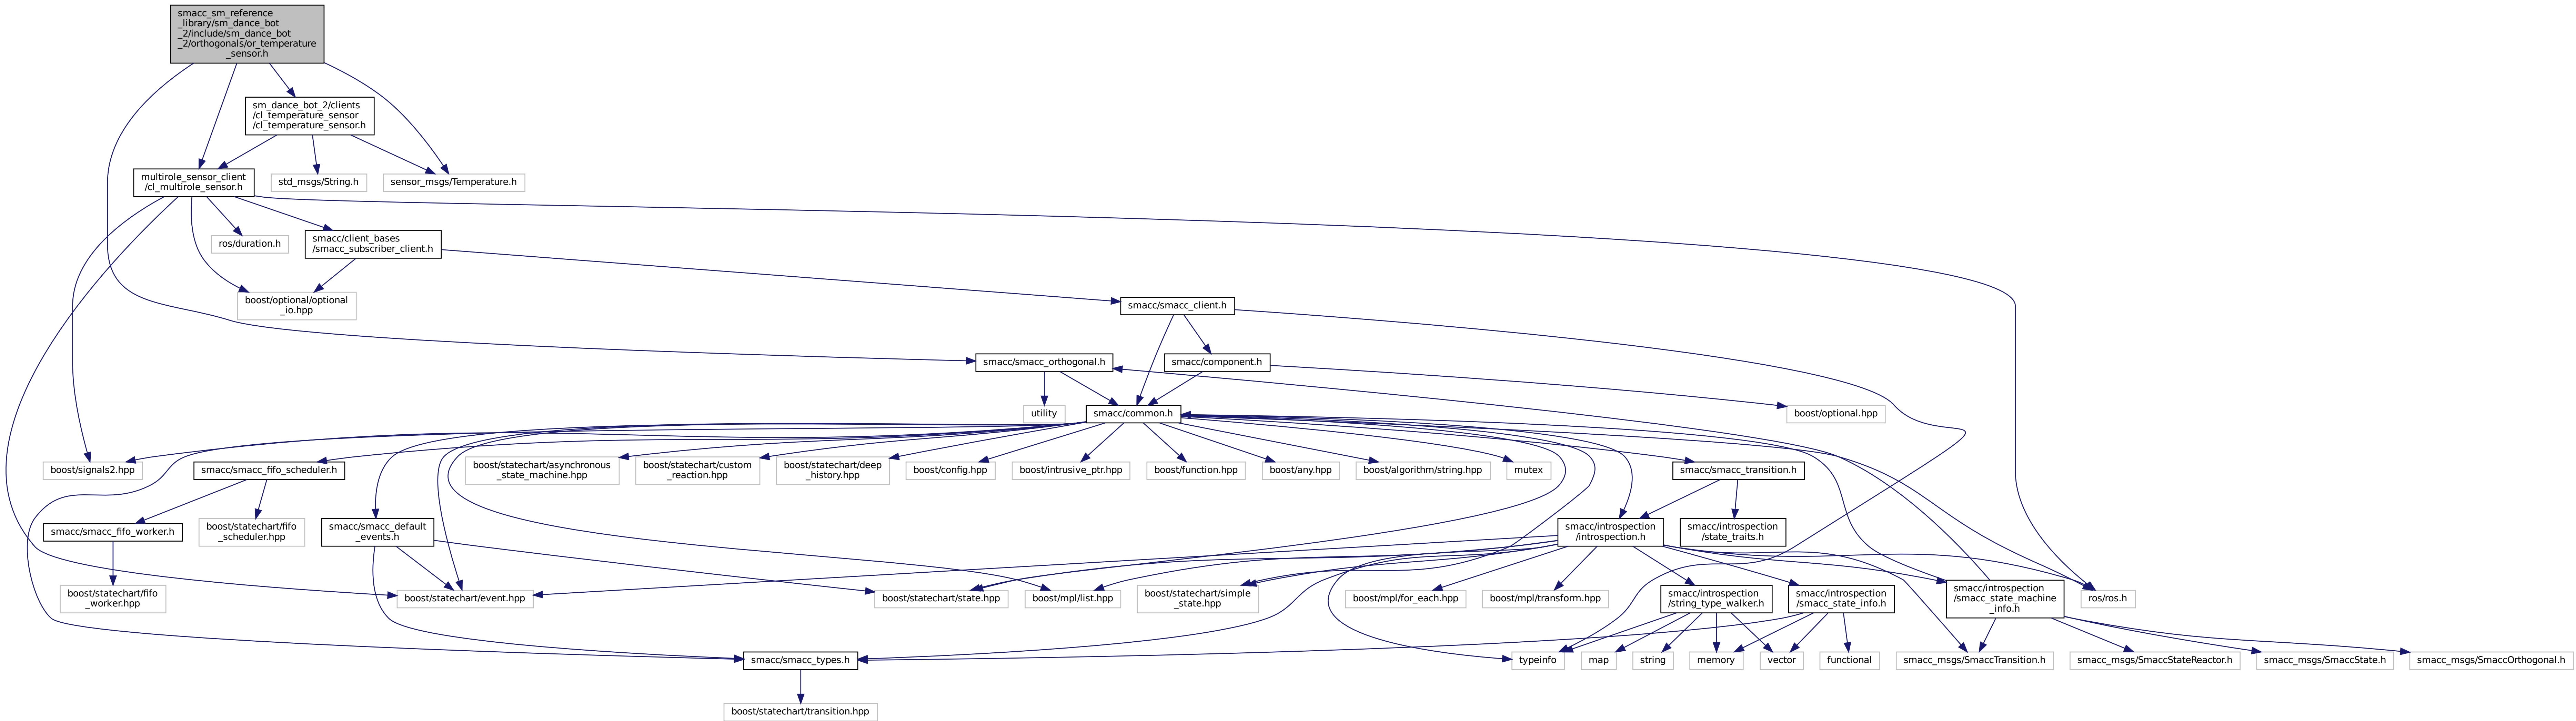 smacc_sm_reference
_library/sm_dance_bot
_2/include/sm_dance_bot
_2/orthogonals/or_temperature
_sensor.h
sm_dance_bot_2/clients
/cl_temperature_sensor
/cl_temperature_sensor.h
multirole_sensor_client
/cl_multirole_sensor.h
std_msgs/String.h
sensor_msgs/Temperature.h
ros/duration.h
smacc/client_bases
/smacc_subscriber_client.h
boost/optional/optional
_io.hpp
smacc/smacc_client.h
smacc/smacc_orthogonal.h
smacc/component.h
utility
smacc/common.h
boost/optional.hpp
boost/signals2.hpp
smacc/smacc_fifo_scheduler.h
boost/statechart/asynchronous
_state_machine.hpp
boost/statechart/custom
_reaction.hpp
boost/statechart/deep
_history.hpp
boost/config.hpp
boost/intrusive_ptr.hpp
boost/function.hpp
boost/any.hpp
boost/algorithm/string.hpp
mutex
smacc/smacc_transition.h
smacc/smacc_fifo_worker.h
boost/statechart/fifo
_scheduler.hpp
smacc/smacc_default
_events.h
smacc/introspection
/introspection.h
smacc/introspection
/state_traits.h
boost/statechart/fifo
_worker.hpp
boost/statechart/event.hpp
boost/statechart/state.hpp
boost/mpl/list.hpp
boost/statechart/simple
_state.hpp
boost/mpl/for_each.hpp
boost/mpl/transform.hpp
smacc/introspection
/string_type_walker.h
smacc/introspection
/smacc_state_info.h
smacc/introspection
/smacc_state_machine
_info.h
ros/ros.h
smacc/smacc_types.h
typeinfo
map
string
memory
vector
functional
smacc_msgs/SmaccTransition.h
smacc_msgs/SmaccStateReactor.h
smacc_msgs/SmaccState.h
smacc_msgs/SmaccOrthogonal.h
boost/statechart/transition.hpp